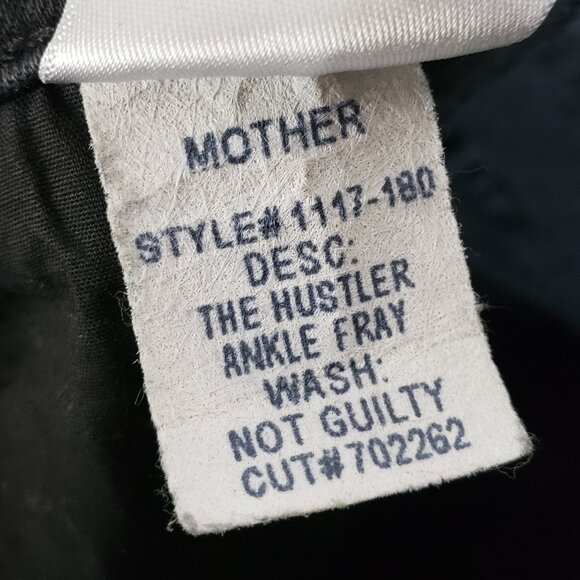 MOTHER
STYLE# 1117-180
DESC:
THE HUSTLER
ANKLE FRAY
WASH:
NOT GUILTY
CUT# 702262